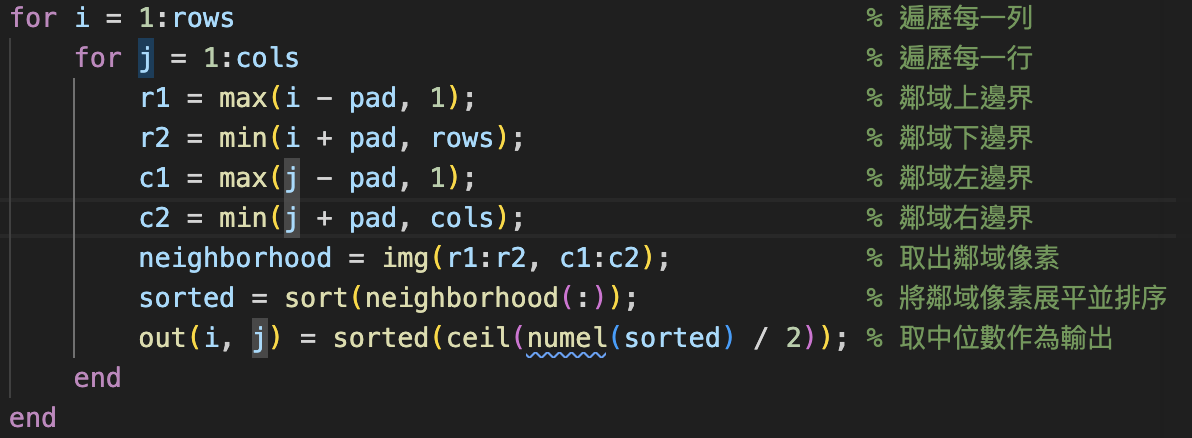 for i = 1:rows % 遍歷每一列
for j = 1:cols % 遍歷每一行
r1 = max(i - pad, 1); % 鄰域上邊界
r2 = min(i + pad, rows); % 鄰域下邊界
c1 = max(j - pad, 1); % 鄰域左邊界
c2 = min(j + pad, cols); % 鄰域右邊界
neighborhood = img(r1:r2, c1:c2); % 取出鄰域像素
sorted = sort(neighborhood(:)); % 將鄰域像素展平並排序
out(i, j) = sorted(ceil(numel(sorted) / 2)); % 取中位數作為輸出
end
end